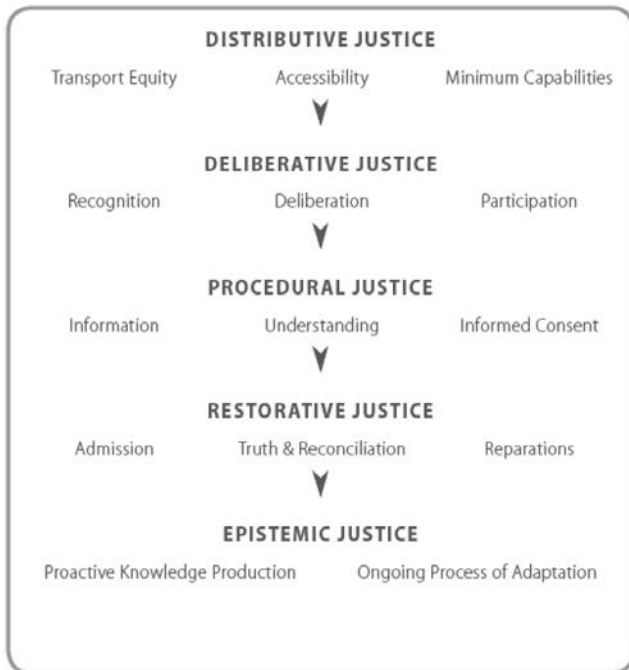 DISTRIBUTIVE JUSTICE
Transport Equity Accessibility Minimum Capabilities
DELIBERATIVE JUSTICE
Recognition Deliberation Participation
PROCEDURAL JUSTICE
Information Understanding Informed Consent
RESTORATIVE JUSTICE
Admission Truth & Reconciliation Reparations
EPISTEMIC JUSTICE
Proactive Knowledge Production Ongoing Process of Adaptation